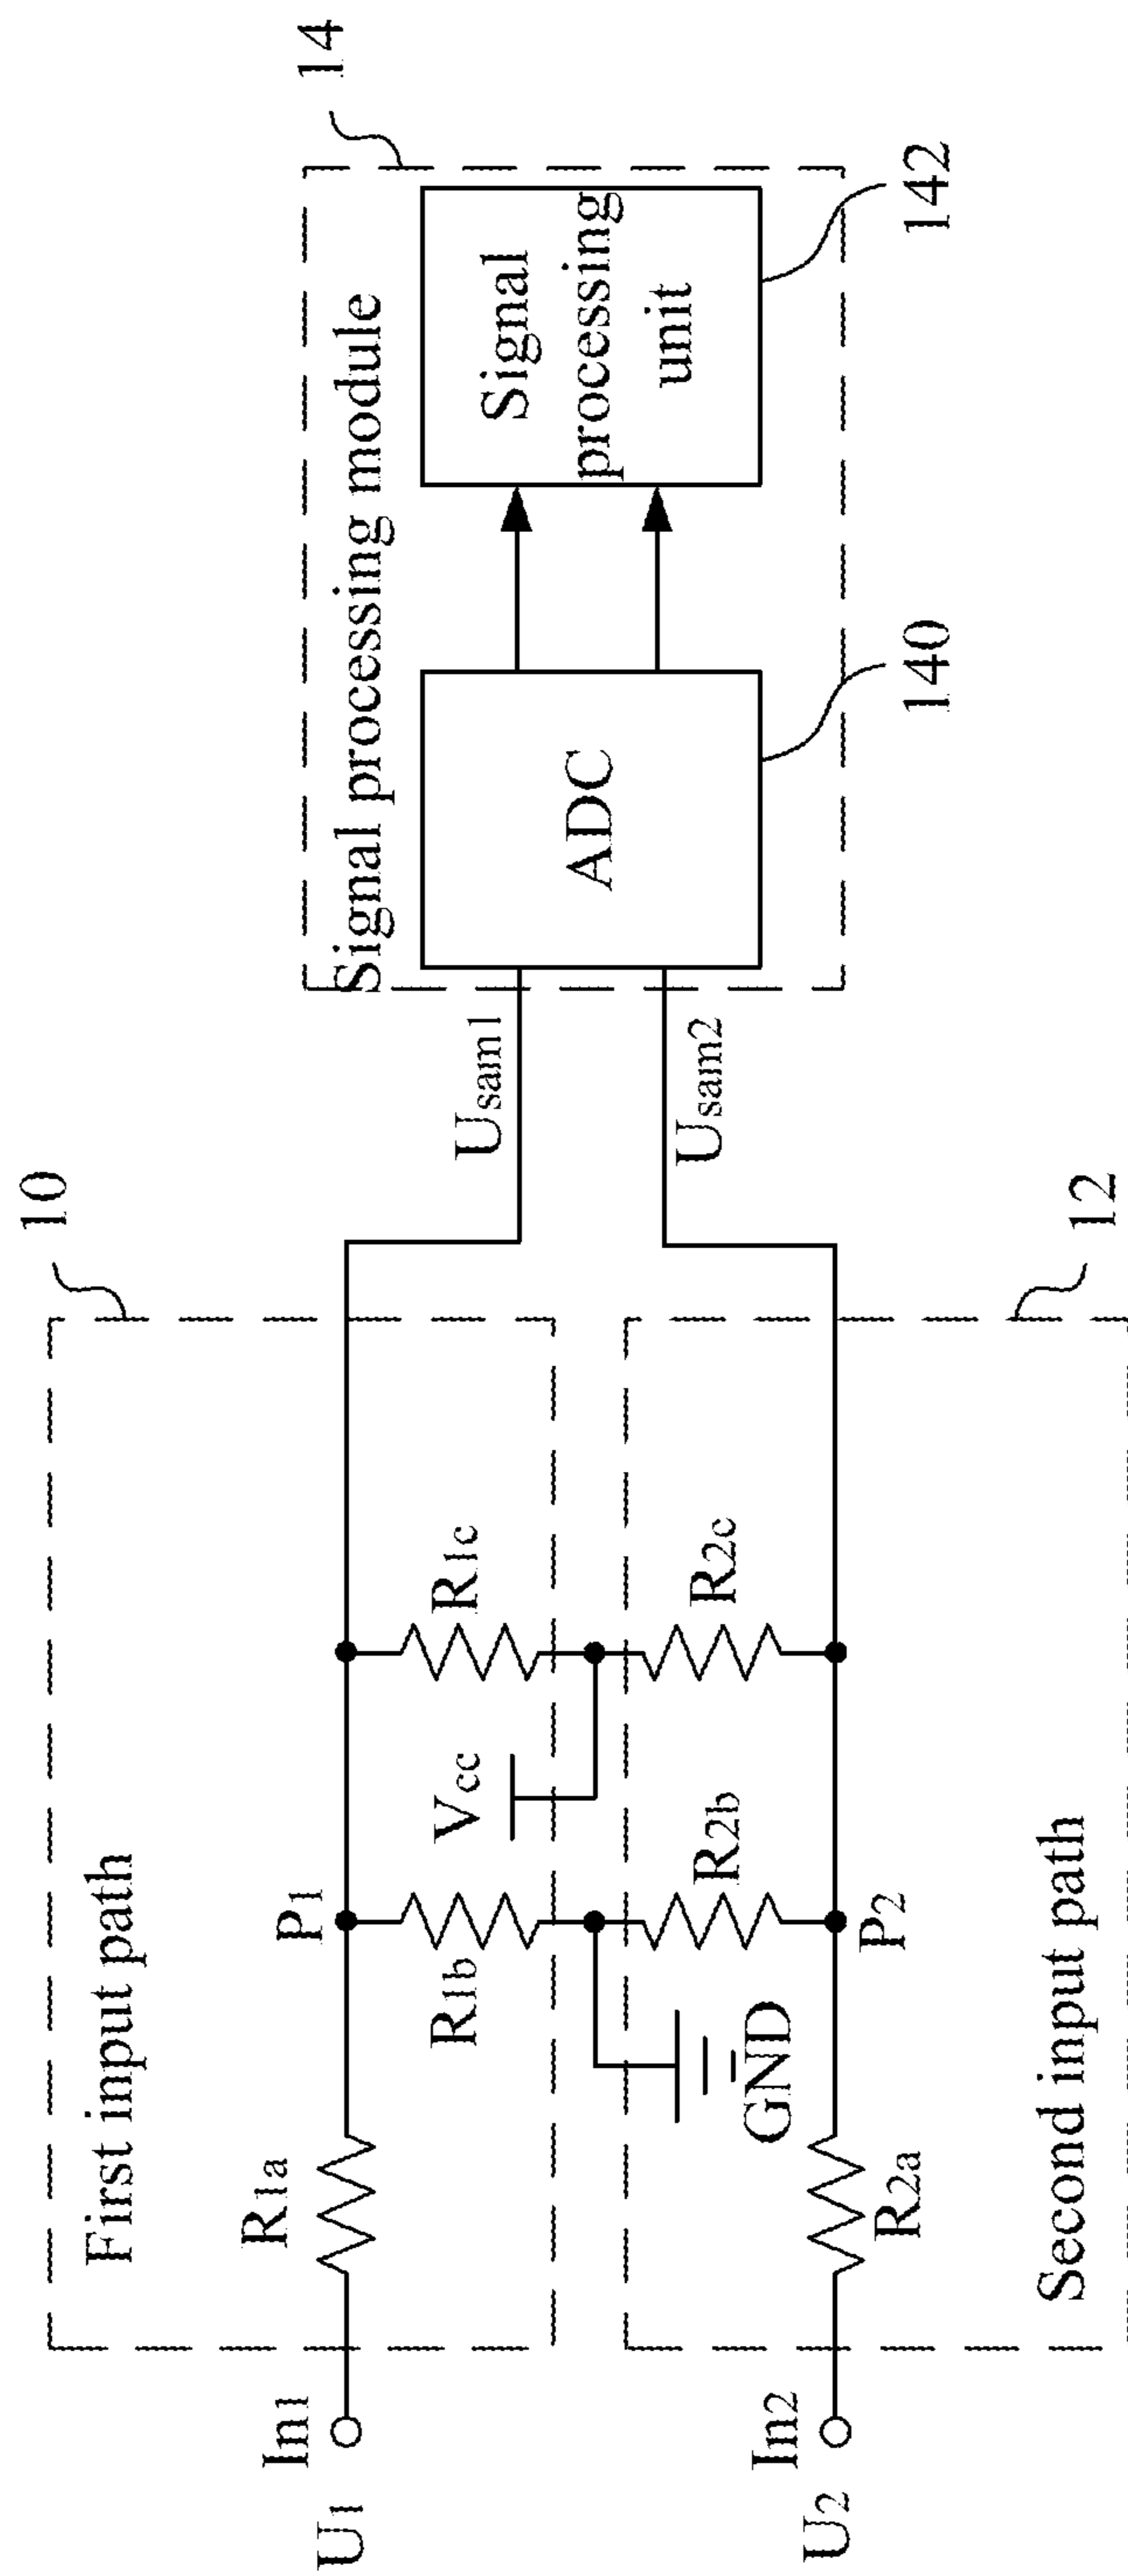 10
14
First input path
Signal processing module
In1
U1
R1a
P1
R1b
Vcc
R1c
Usam1
ADC
Signal
processing
unit
GND
R2b
R2c
Usam2
In2
U2
R2a
P2
140
142
Second input path
12